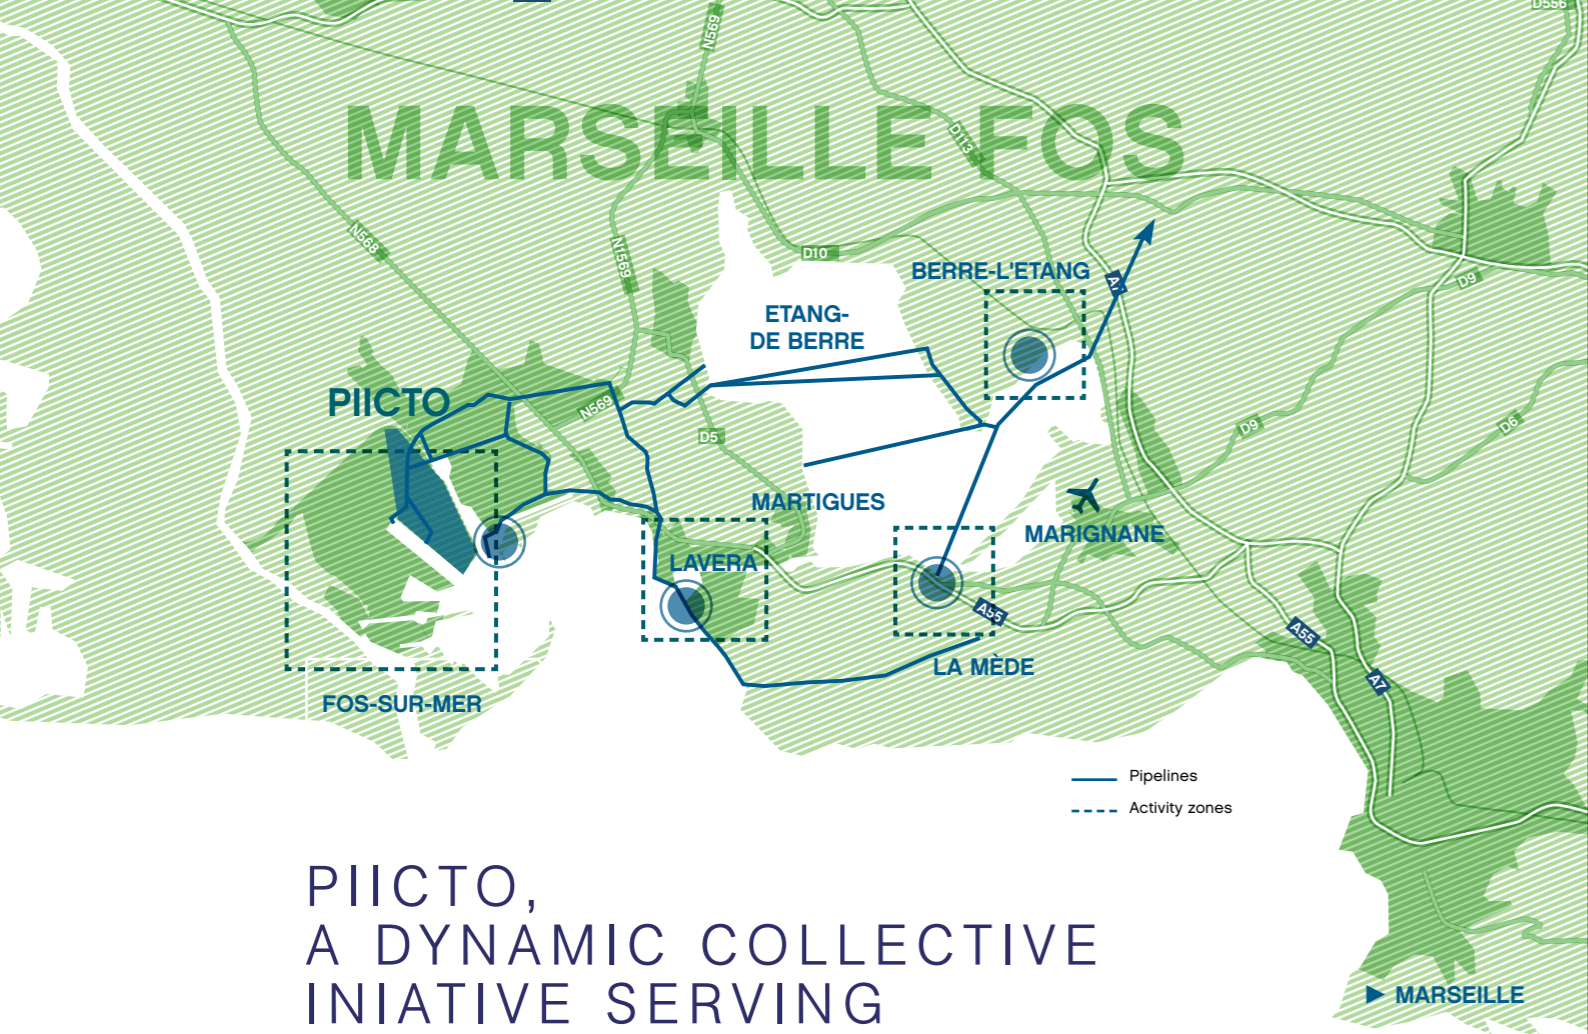 D556
N569
MARSEILLE FOS
D113
N568
N1569
D10
BERRE-L'ETANG
A7
D9
ETANG-
DE BERRE
PIICTO
N569
D5
D9
D6
MARTIGUES
MARIGNANE
LAVERA
A55
A55
LA MÈDE
A7
FOS-SUR-MER
Pipelines
Activity zones
PIICTO,
A DYNAMIC COLLECTIVE
INIATIVE SERVING
MARSEILLE